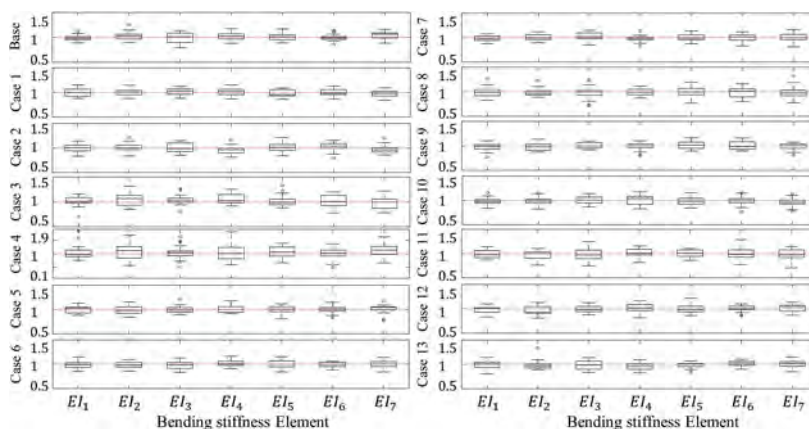 Base 1.5 1 0.5
Case 1 1.5 1 0.5
Case 2 1.5 1 0.5
Case 3 1.5 1 0.5
Case 4 1.9 1 0.1
Case 5 1.5 1 0.5
Case 6 1.5 1 0.5
EI₁ EI₂ EI₃ EI₄ EI₅ EI₆ EI₇
Bending stiffness Element
Case 7 1.5 1 0.5
Case 8 1.5 1 0.5
Case 9 1.5 1 0.5
Case 10 1.5 1 0.5
Case 11 1.5 1 0.5
Case 12 1.5 1 0.5
Case 13 1.5 1 0.5
EI₁ EI₂ EI₃ EI₄ EI₅ EI₆ EI₇
Bending stiffness Element